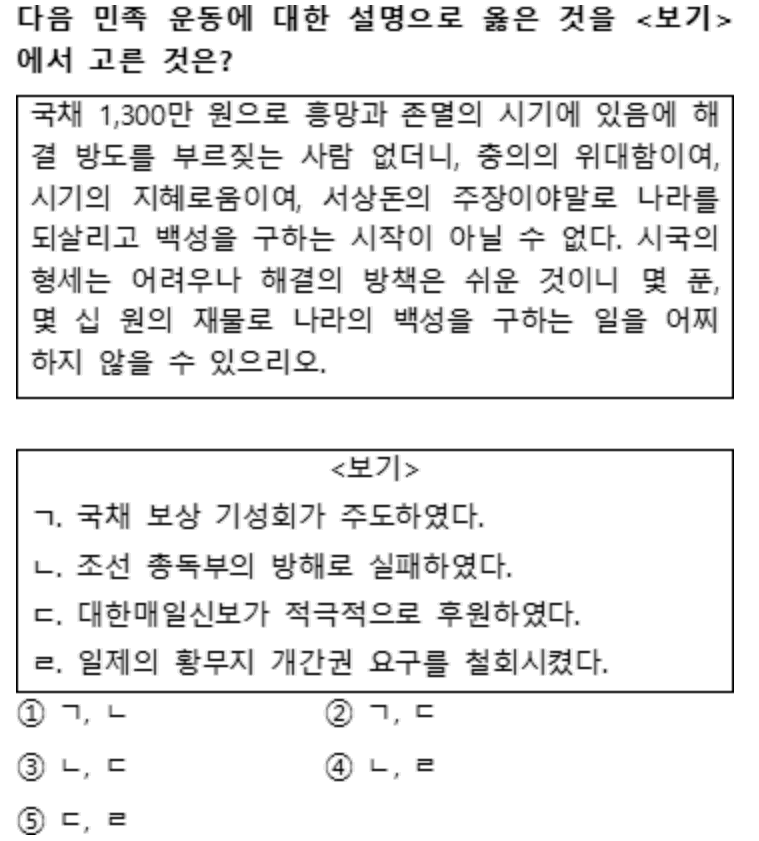 다음 민족 운동에 대한 설명으로 옳은 것을 <보기>
에서 고른 것은?
국채 1,300만 원으로 흥망과 존멸의 시기에 있음에 해
결 방도를 부르짖는 사람 없더니, 충의의 위대함이여,
시기의 지혜로움이여, 서상돈의 주장이야말로 나라를
되살리고 백성을 구하는 시작이 아닐 수 없다. 시국의
형세는 어려우나 해결의 방책은 쉬운 것이니 몇 푼,
몇 십 원의 재물로 나라의 백성을 구하는 일을 어찌
하지 않을 수 있으리오.
<보기>
ㄱ. 국채 보상 기성회가 주도하였다.
ㄴ. 조선 총독부의 방해로 실패하였다.
ㄷ. 대한매일신보가 적극적으로 후원하였다.
ㄹ. 일제의 황무지 개간권 요구를 철회시켰다.
① ㄱ, ㄴ ② ㄱ, ㄷ
③ ㄴ, ㄷ ④ ㄴ, ㄹ
⑤ ㄷ, ㄹ